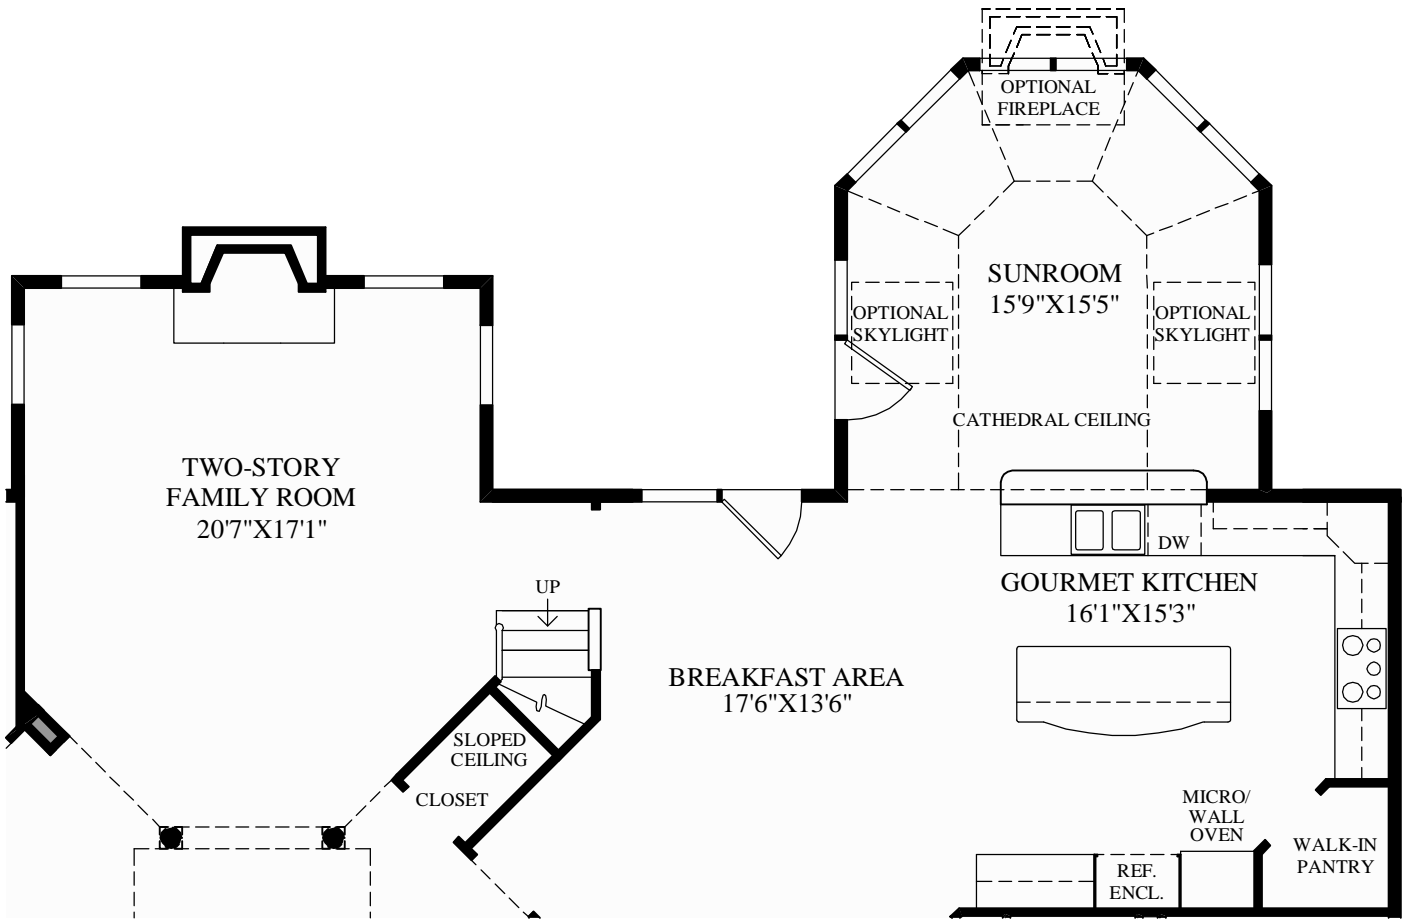 OPTIONAL
FIREPLACE
SUNROOM
15'9"X15'5"
OPTIONAL
SKYLIGHT
OPTIONAL
SKYLIGHT
CATHEDRAL CEILING
TWO-STORY
FAMILY ROOM
20'7"X17'1"
DW
GOURMET KITCHEN
16'1"X15'3"
UP
BREAKFAST AREA
17'6"X13'6"
SLOPED
CEILING
CLOSET
MICRO/
WALL
OVEN
WALK-IN
PANTRY
REF.
ENCL.